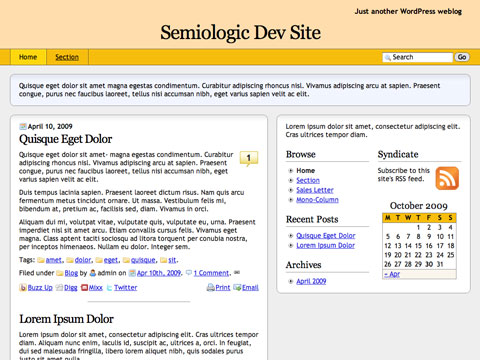 Just another WordPress weblog
Semiologic Dev Site
Home
Section
Search
Go
Quisque eget dolor sit amet magna egestas condimentum. Curabitur adipiscing rhoncus nisl. Vivamus adipiscing arcu at sapien. Praesent
congue, purus nec faucibus laoreet, tellus nisi accumsan nibh, eget varius sapien velit ac elit.
April 10, 2009
Quisque Eget Dolor
1
Quisque eget dolor sit amet- magna egestas condimentum. Curabitur
adipiscing rhoncus nisl. Vivamus adipiscing arcu at sapien. Praesent
congue, purus nec faucibus laoreet, tellus nisi accumsan nibh, eget
varius sapien velit ac elit.
Duis tempus lacinia sapien. Praesent laoreet dictum risus. Nam quis arcu
fermentum metus tincidunt ornare. Ut massa. Vestibulum felis mi,
bibendum at, pretium ac, facilisis sed, diam. Vivamus in orci.
Aliquam dui mi, volutpat vitae, vulputate quis, vulputate eu, urna. Praesent
imperdiet nisi sit amet arcu. Etiam convallis cursus felis. Vivamus eget
magna. Class aptent taciti sociosqu ad litora torquent per conubia nostra,
per inceptos himenaeos. Nullam eu dolor. Integer sem.
Tags: amet, dolor, eget, quisque, sit.
Filed under Blog by admin on Apr 10th, 2009. 1 Comment.
Buzz Up Digg Mixx Twitter Print Email
Lorem Ipsum Dolor
Lorem ipsum dolor sit amet, consectetur adipiscing elit. Curabitur rhoncus
sapien. Aliquam nunc enim, iaculis id, suscipit ac, ultrices a, orci. In feugiat,
dui sed malesuada fringilla, libero lorem aliquet nibh, quis sodales purus
justo sit amet nulla.
Lorem ipsum dolor sit amet, consectetur adipiscing elit.
Cras ultrices tempor diam.
Browse
Home
Section
Sales Letter
Mono-Column
Recent Posts
Quisque Eget Dolor
Lorem Ipsum Dolor
Archives
April 2009
Syndicate
Subscribe to this
site's RSS feed.
October 2009
M T W T F S S
1 2 3 4
5 6 7 8 9 10 11
12 13 14 15 16 17 18
19 20 21 22 23 24 25
26 27 28 29 30 31
« Apr